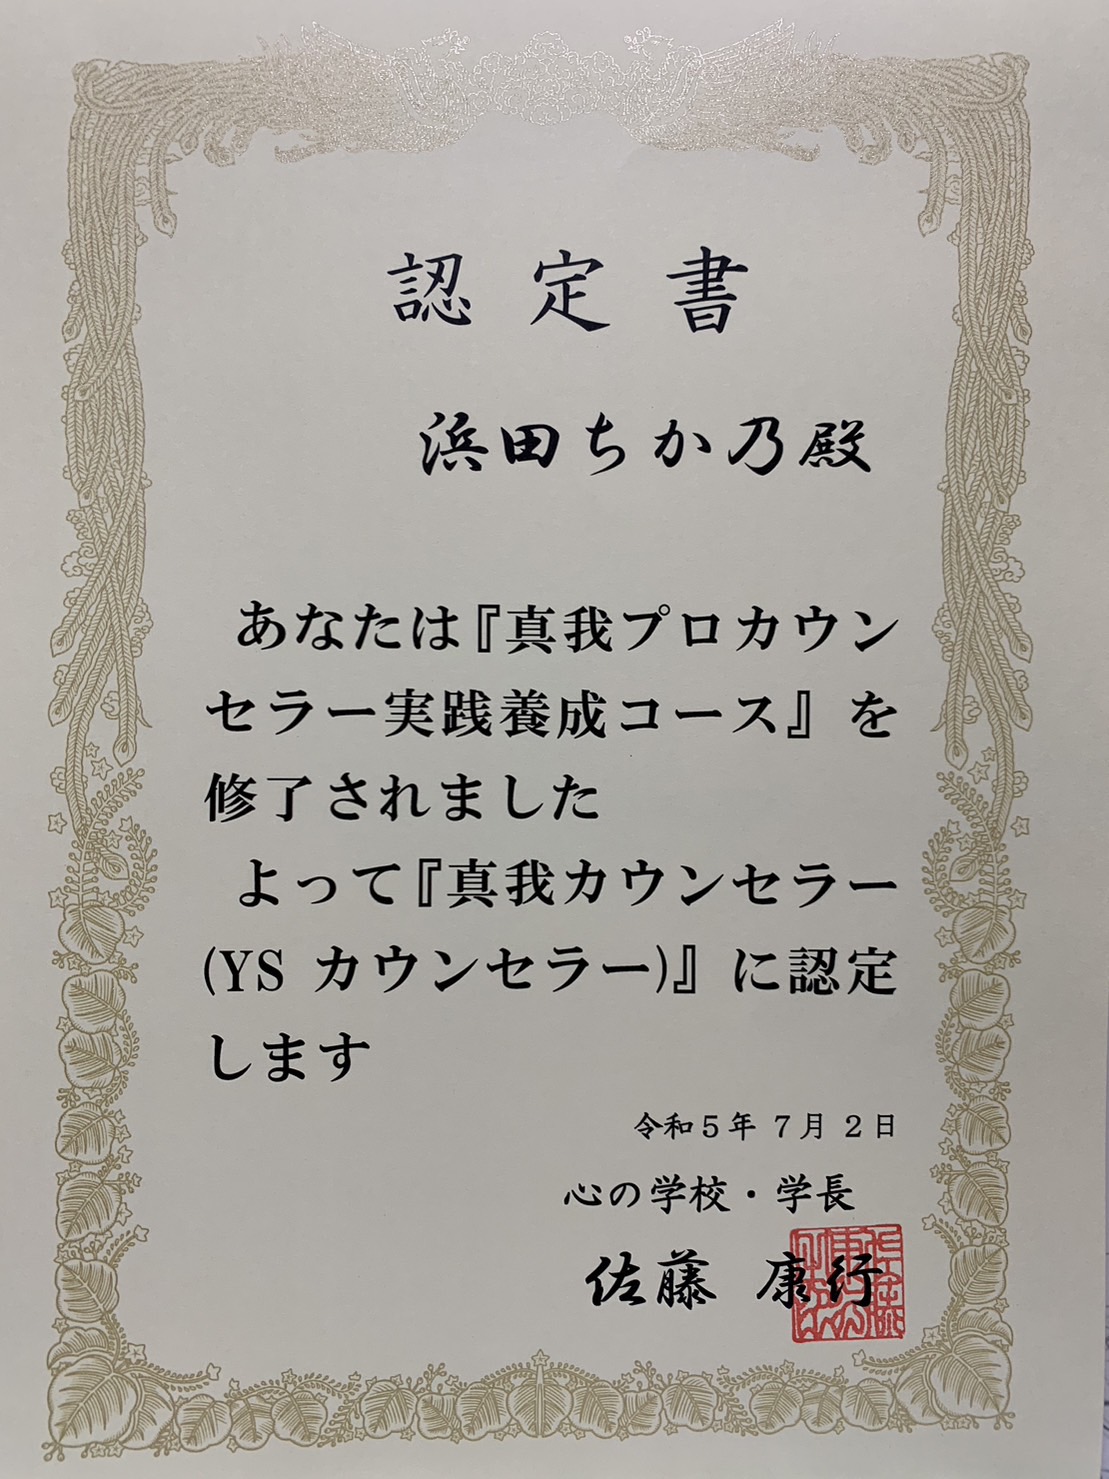 認定書
浜田ちか乃殿
あなたは『真我プロカウン
セラー実践養成コース』を
修了されました
よって『真我カウンセラー
(YS カウンセラー)』に認定
します
令和５年 ７月 ２日
心の学校・学長
佐藤 康行